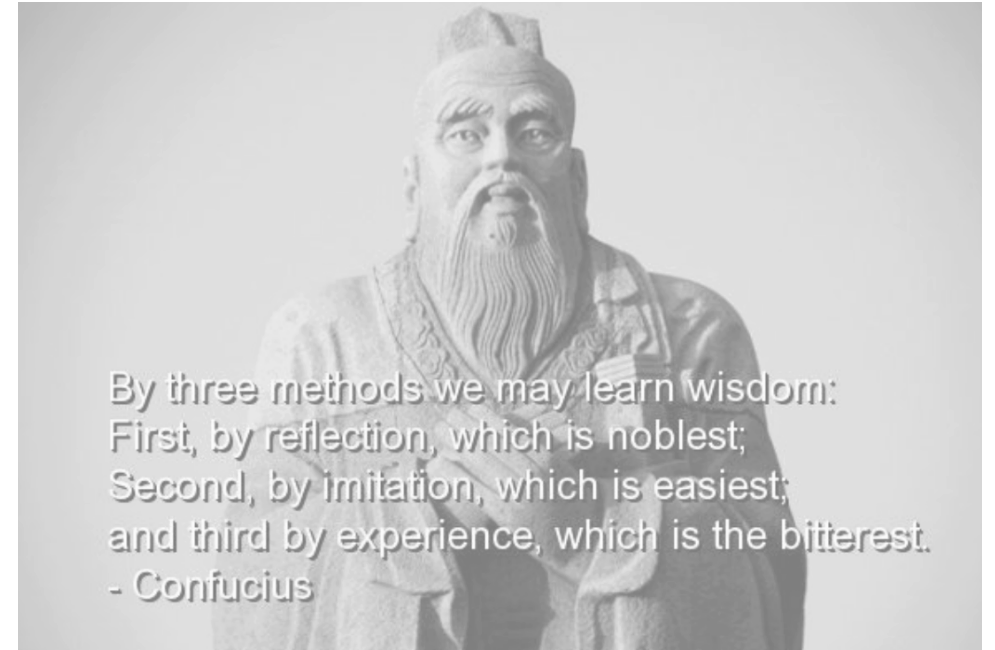 By three methods we may learn wisdom:
First, by reflection, which is noblest;
Second, by imitation, which is easiest;
and third by experience, which is the bitterest.
- Confucius